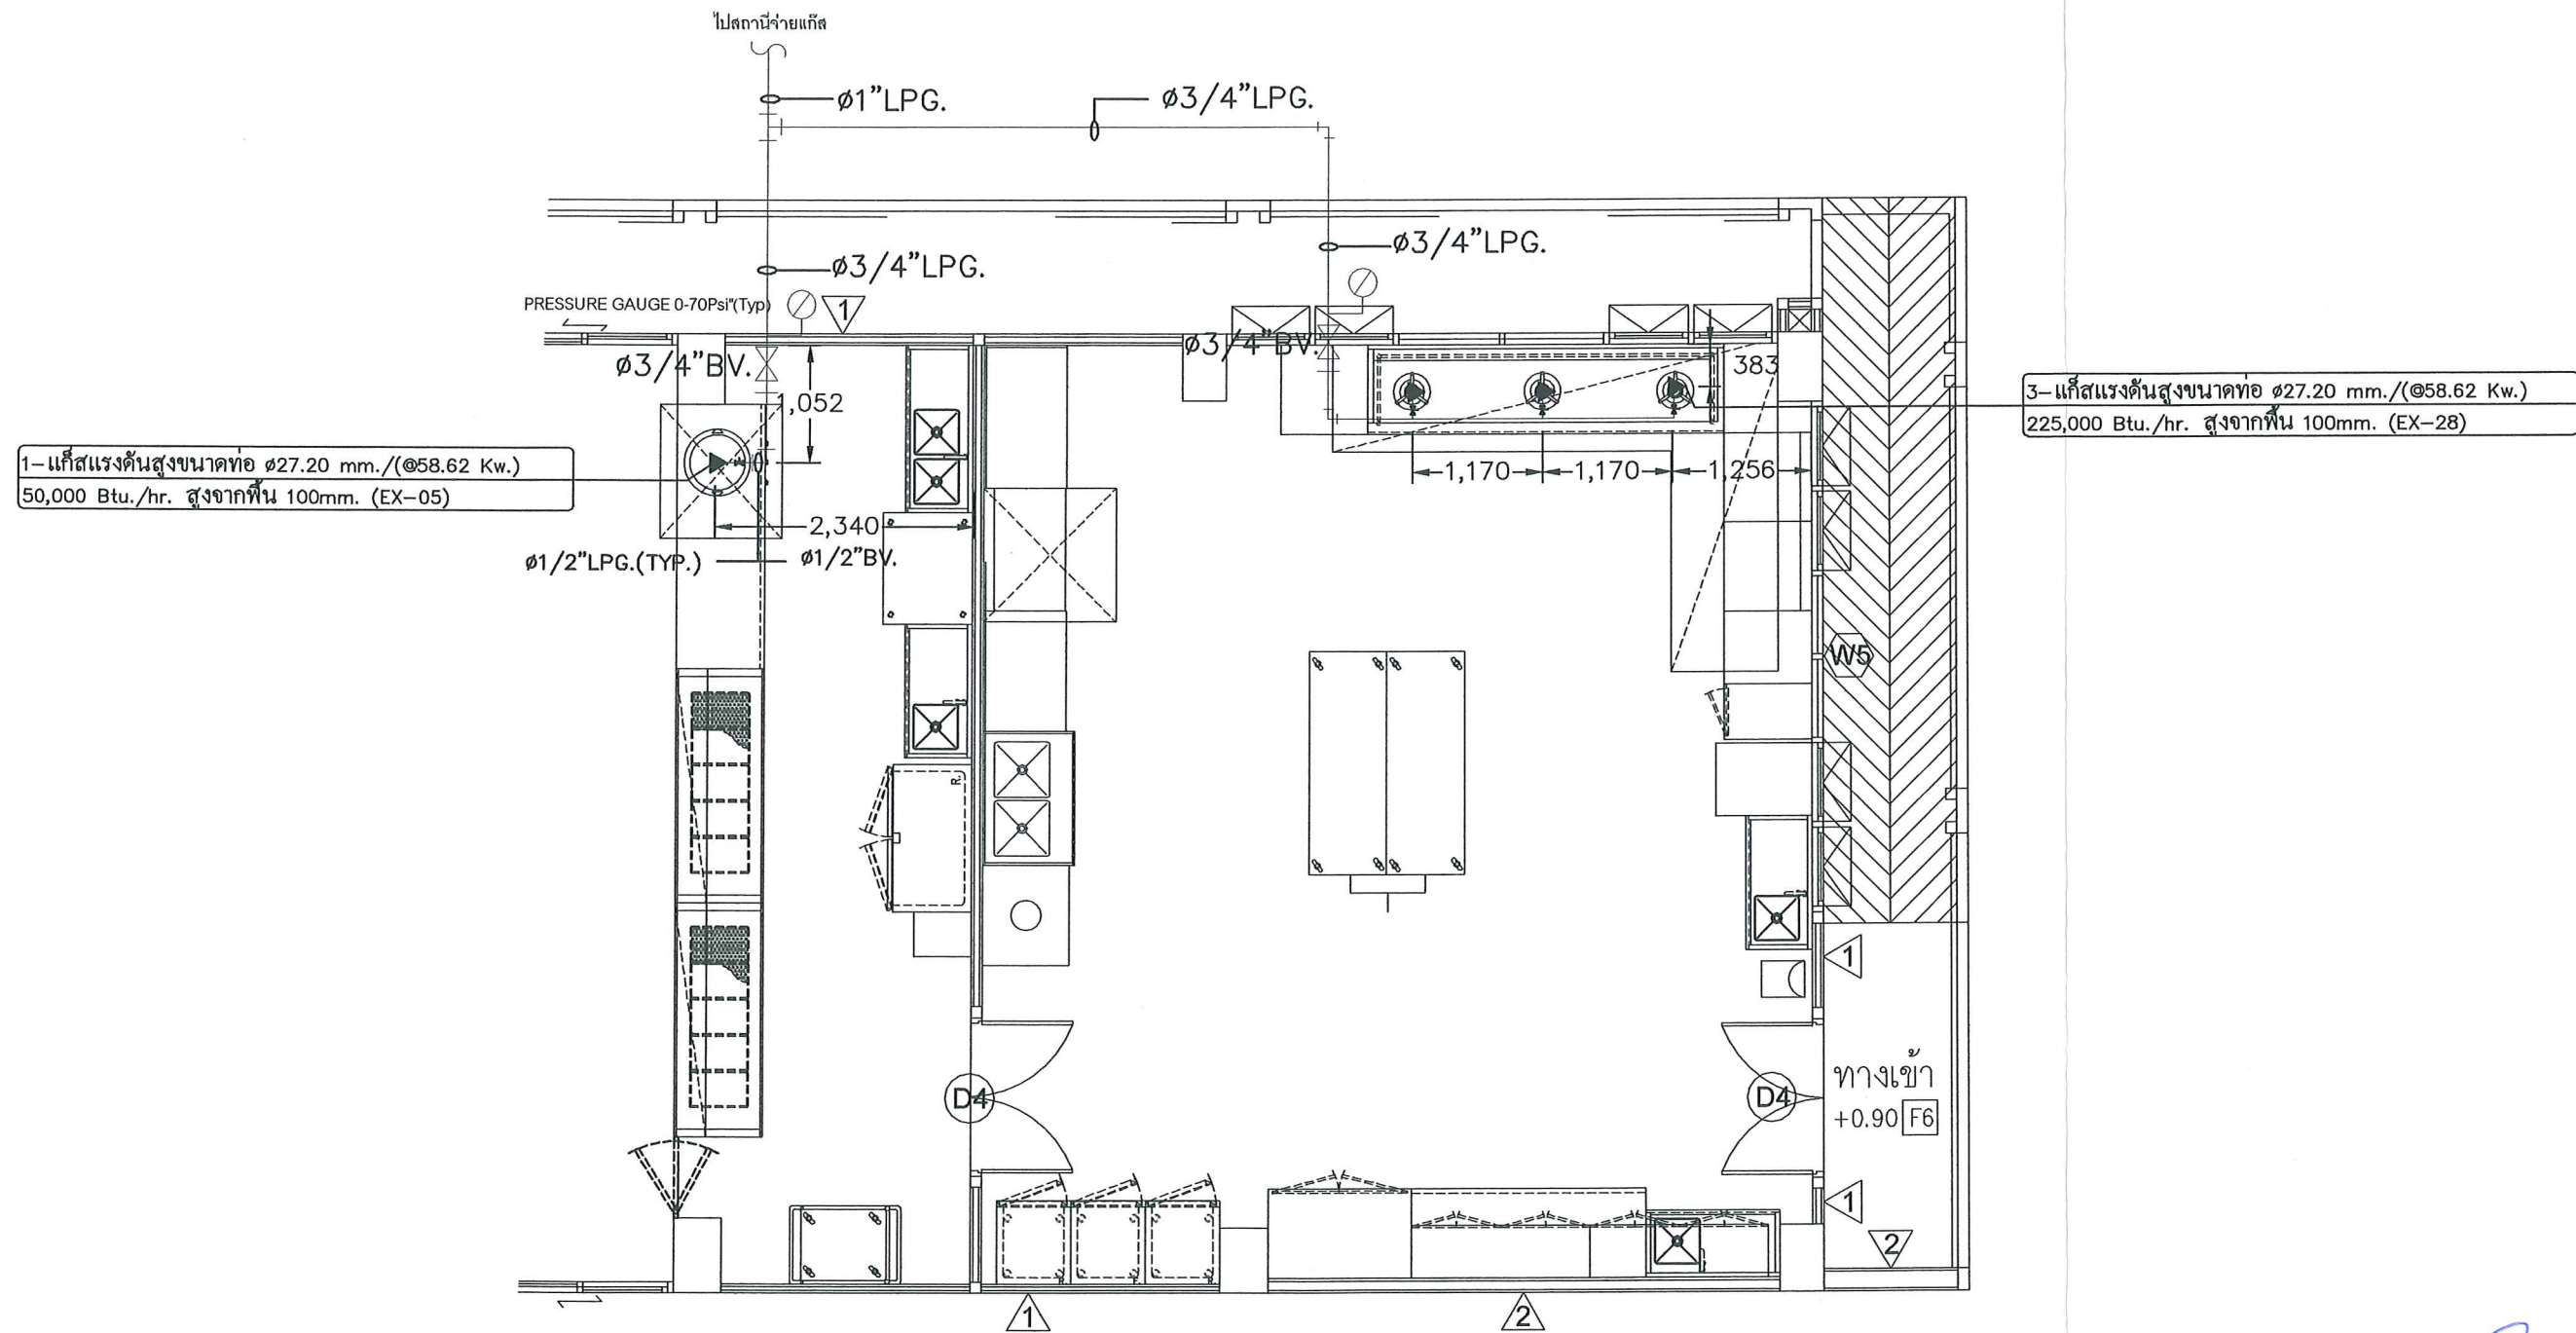 ไปสถานีจ่ายแก๊ส
ø1"LPG.
ø3/4"LPG.
ø3/4"LPG.
ø3/4"LPG.
PRESSURE GAUGE 0-70Psi"(Typ)
1
ø3/4"BV.
ø3/4"BV.
1,052
383
3-แก๊สแรงดันสูงขนาดท่อ ø27.20 mm./(@58.62 Kw.)
225,000 Btu./hr. สูงจากพื้น 100mm. (EX-28)
1-แก๊สแรงดันสูงขนาดท่อ ø27.20 mm./(@58.62 Kw.)
50,000 Btu./hr. สูงจากพื้น 100mm. (EX-05)
1,170
1,170
1,256
2,340
ø1/2"LPG.(TYP.)
ø1/2"BV.
W5
R.
1
D4
D4
ทางเข้า
+0.90 F6
1
2
1
2